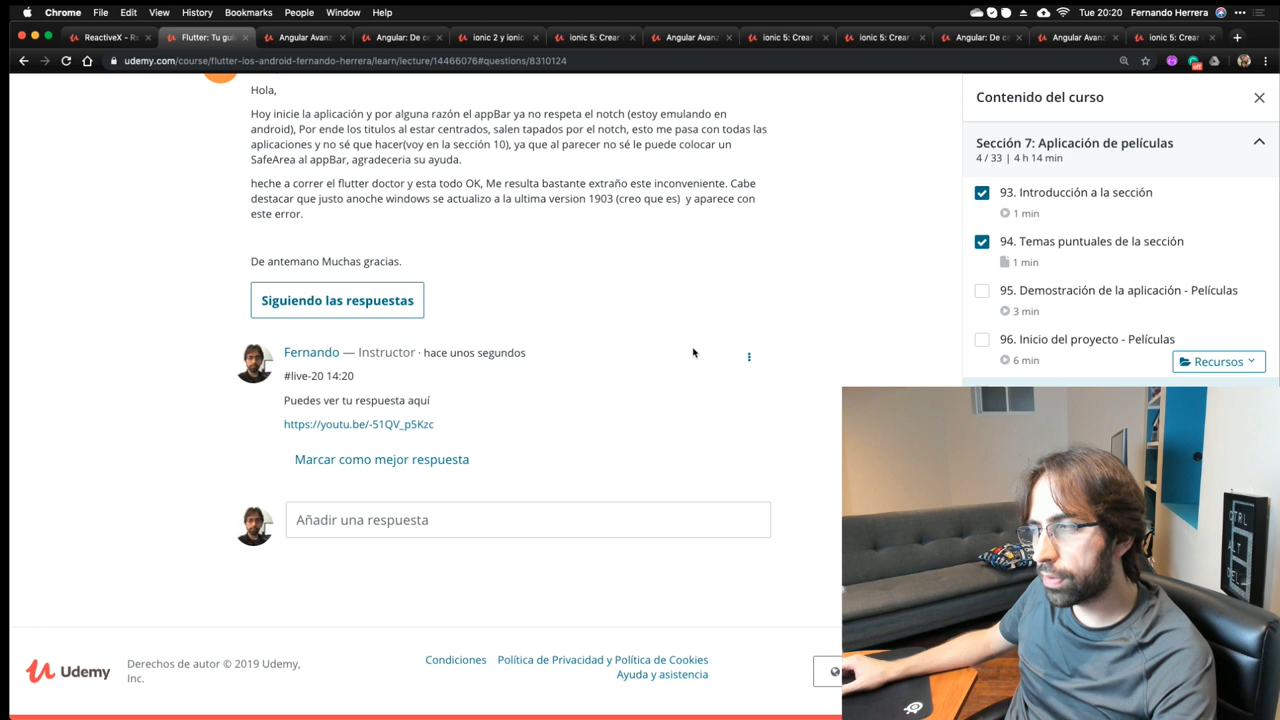 Chrome File Edit View History Bookmarks People Window Help Tue 20:20 Fernando Herrera
ReactiveX - Rx Flutter: Tu guí Angular Avanz Angular: De ce ionic 2 y ionic ionic 5: Crear Angular Avanz ionic 5: Crear ionic 5: Crear Angular: De ce Angular Avanz ionic 5: Crear
udemy.com/course/flutter-ios-android-fernando-herrera/learn/lecture/14466076#questions/8310124
Hola,
Hoy inicie la aplicación y por alguna razón el appBar ya no respeta el notch (estoy emulando en
android), Por ende los titulos al estar centrados, salen tapados por el notch, esto me pasa con todas las
aplicaciones y no sé que hacer(voy en la sección 10), ya que al parecer no sé le puede colocar un
SafeArea al appBar, agradeceria su ayuda.
heche a correr el flutter doctor y esta todo OK, Me resulta bastante extraño este inconveniente. Cabe
destacar que justo anoche windows se actualizo a la ultima version 1903 (creo que es) y aparece con
este error.
De antemano Muchas gracias.
Siguiendo las respuestas
Fernando — Instructor · hace unos segundos
#live-20 14:20
Puedes ver tu respuesta aquí
https://youtu.be/-51QV_p5Kzc
Marcar como mejor respuesta
Añadir una respuesta
Udemy
Derechos de autor © 2019 Udemy,
Inc.
Condiciones Política de Privacidad y Política de Cookies
Ayuda y asistencia
Contenido del curso
Sección 7: Aplicación de películas
4 / 33 | 4 h 14 min
93. Introducción a la sección
1 min
94. Temas puntuales de la sección
1 min
95. Demostración de la aplicación - Películas
3 min
96. Inicio del proyecto - Películas
6 min
Recursos
CTRL
ALT
DEL